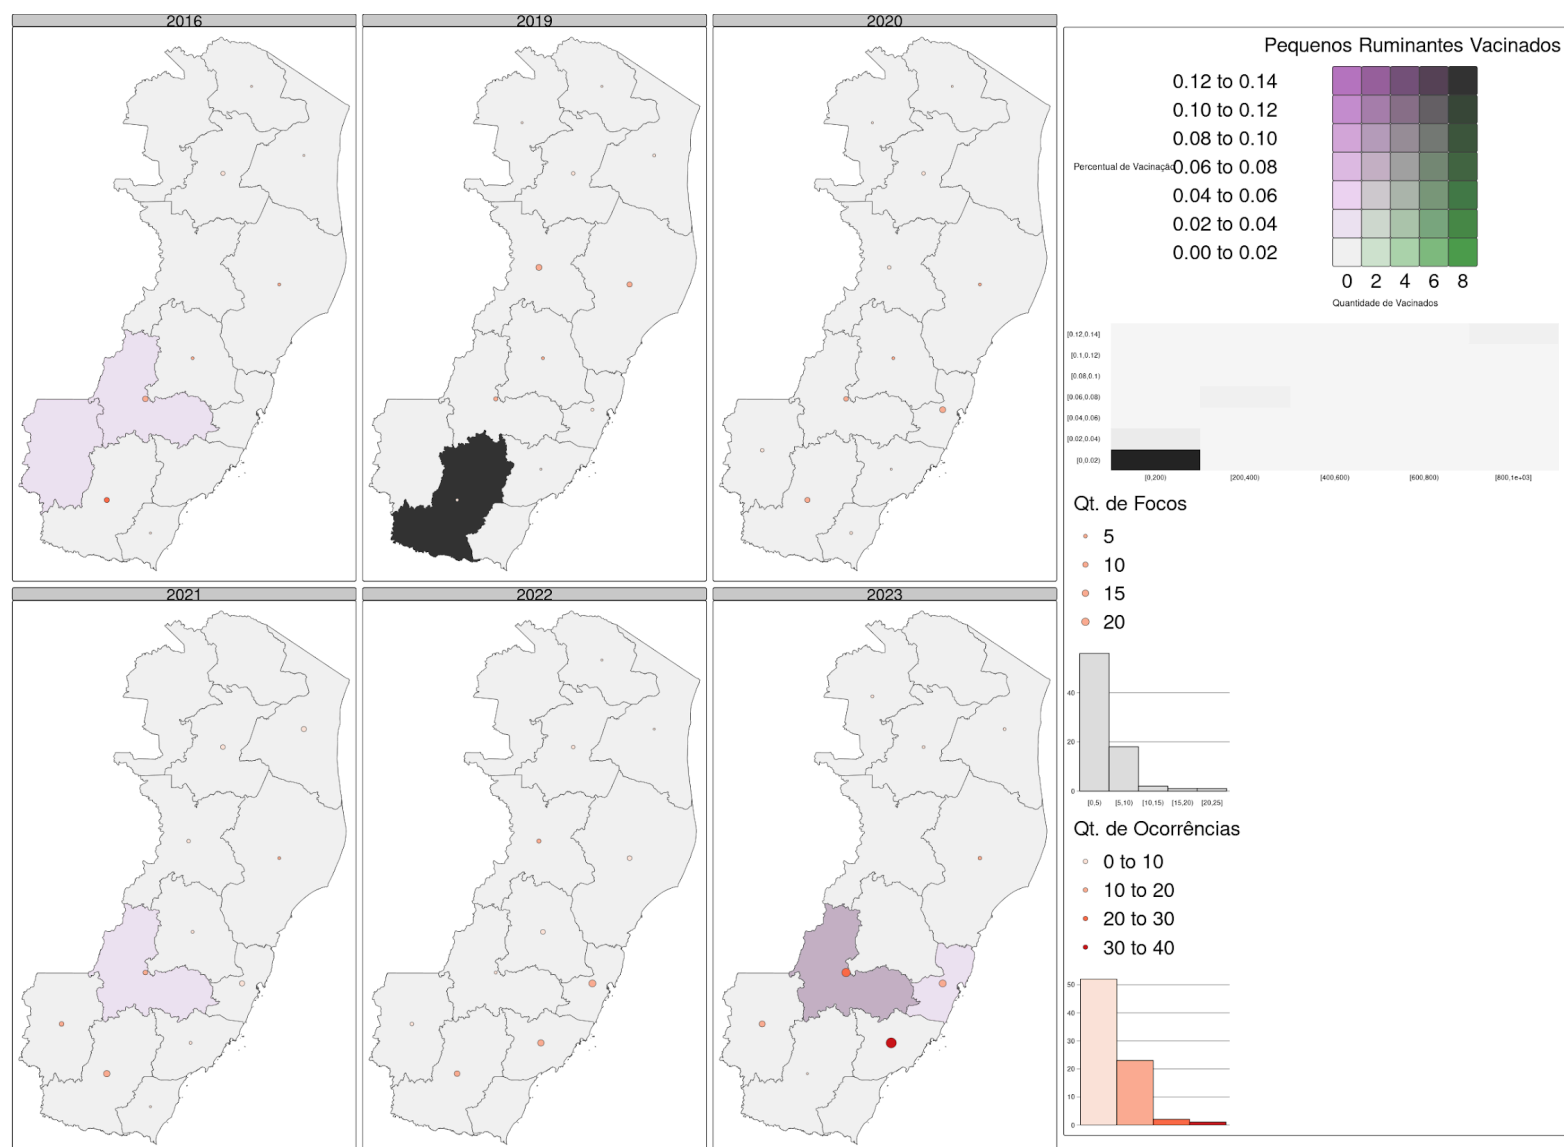 2016
2019
2020
2021
2022
2023
Pequenos Ruminantes Vacinados
0.12 to 0.14
0.10 to 0.12
0.08 to 0.10
Percentual de Vacinação 0.06 to 0.08
0.04 to 0.06
0.02 to 0.04
0.00 to 0.02
0 2 4 6 8
Quantidade de Vacinados
[0.12,0.14]
[0.1,0.12)
[0.08,0.1)
[0.06,0.08)
[0.04,0.06)
[0.02,0.04)
[0,0.02)
[0,200) [200,400) [400,600) [600,800) [800,1e+03]
Qt. de Focos
5
10
15
20
40
20
0
[0,5) [5,10) [10,15) [15,20) [20,25]
Qt. de Ocorrências
0 to 10
10 to 20
20 to 30
30 to 40
50
40
30
20
10
0